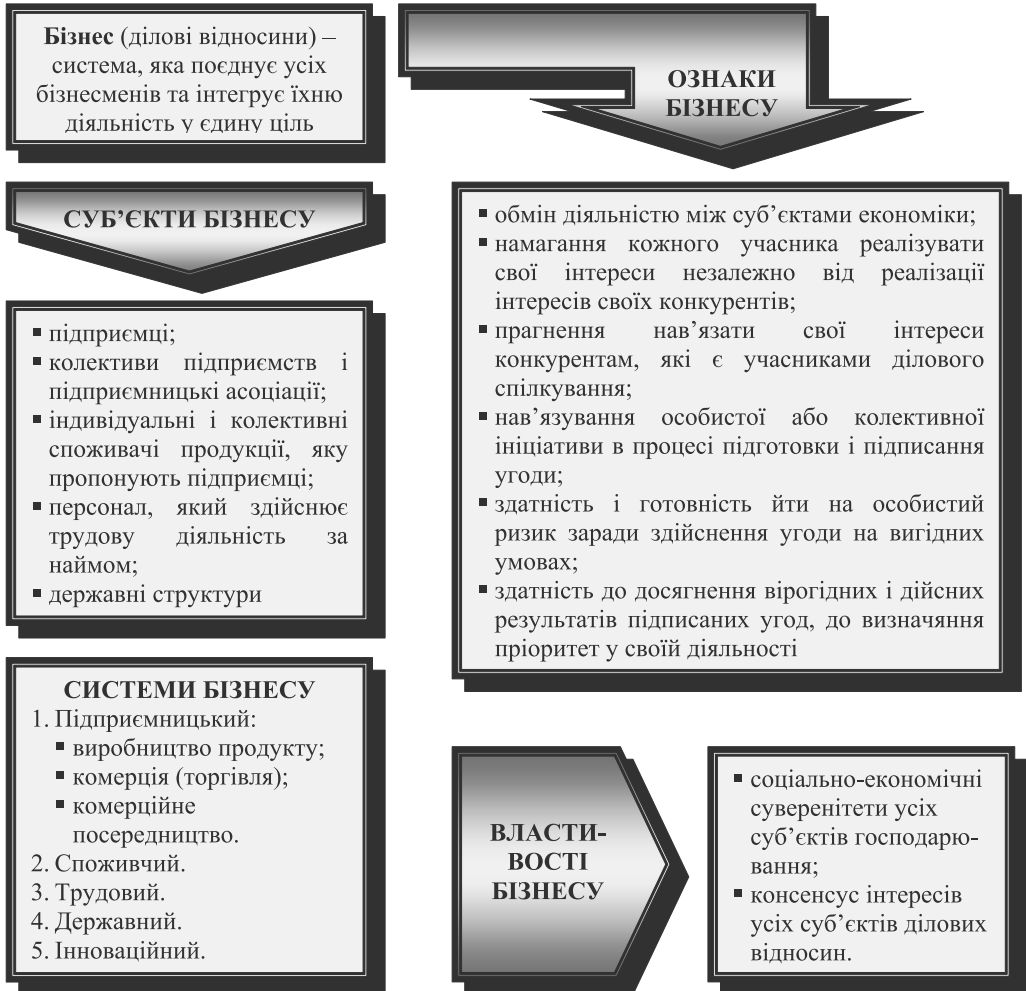 Бізнес (ділові відносини) –
система, яка поєднує усіх
бізнесменів та інтегрує їхню
діяльність у єдину ціль
ОЗНАКИ
БІЗНЕСУ
СУБ’ЄКТИ БІЗНЕСУ
▪ підприємці;
▪ колективи підприємств і
підприємницькі асоціації;
▪ індивідуальні і колективні
споживачі продукції, яку
пропонують підприємці;
▪ персонал, який здійснює
трудову діяльність за
наймом;
▪ державні структури
▪ обмін діяльністю між суб’єктами економіки;
▪ намагання кожного учасника реалізувати
свої інтереси незалежно від реалізації
інтересів своїх конкурентів;
▪ прагнення нав’язати свої інтереси
конкурентам, які є учасниками ділового
спілкування;
▪ нав’язування особистої або колективної
ініціативи в процесі підготовки і підписання
угоди;
▪ здатність і готовність йти на особистий
ризик заради здійснення угоди на вигідних
умовах;
▪ здатність до досягнення вірогідних і дійсних
результатів підписаних угод, до визначяння
пріоритет у своїй діяльності
СИСТЕМИ БІЗНЕСУ
1. Підприємницький:
▪ виробництво продукту;
▪ комерція (торгівля);
▪ комерційне
посередництво.
2. Споживчий.
3. Трудовий.
4. Державний.
5. Інноваційний.
ВЛАСТИ-
ВОСТІ
БІЗНЕСУ
▪ соціально-економічні
суверенітети усіх
суб’єктів господарю-
вання;
▪ консенсус інтересів
усіх суб’єктів ділових
відносин.